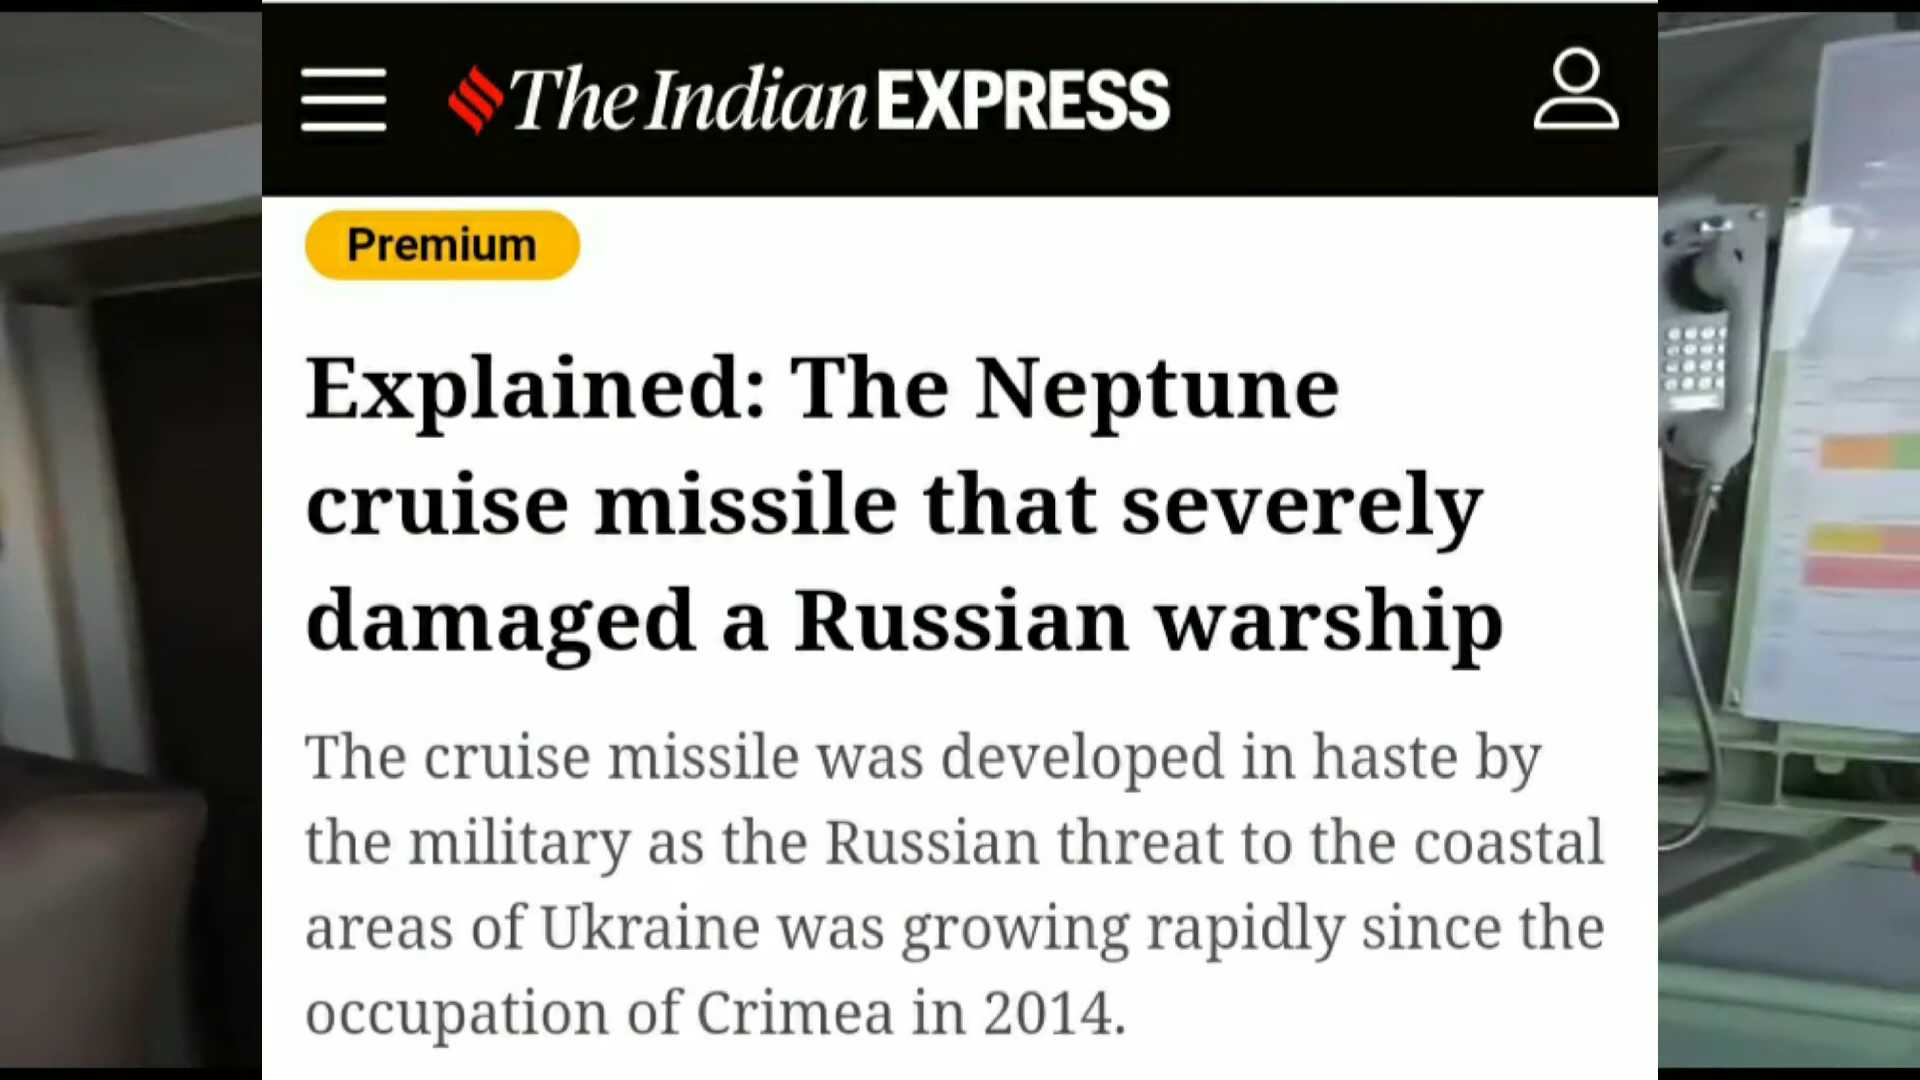 The Indian EXPRESS
Premium
Explained: The Neptune
cruise missile that severely
damaged a Russian warship
The cruise missile was developed in haste by
the military as the Russian threat to the coastal
areas of Ukraine was growing rapidly since the
occupation of Crimea in 2014.